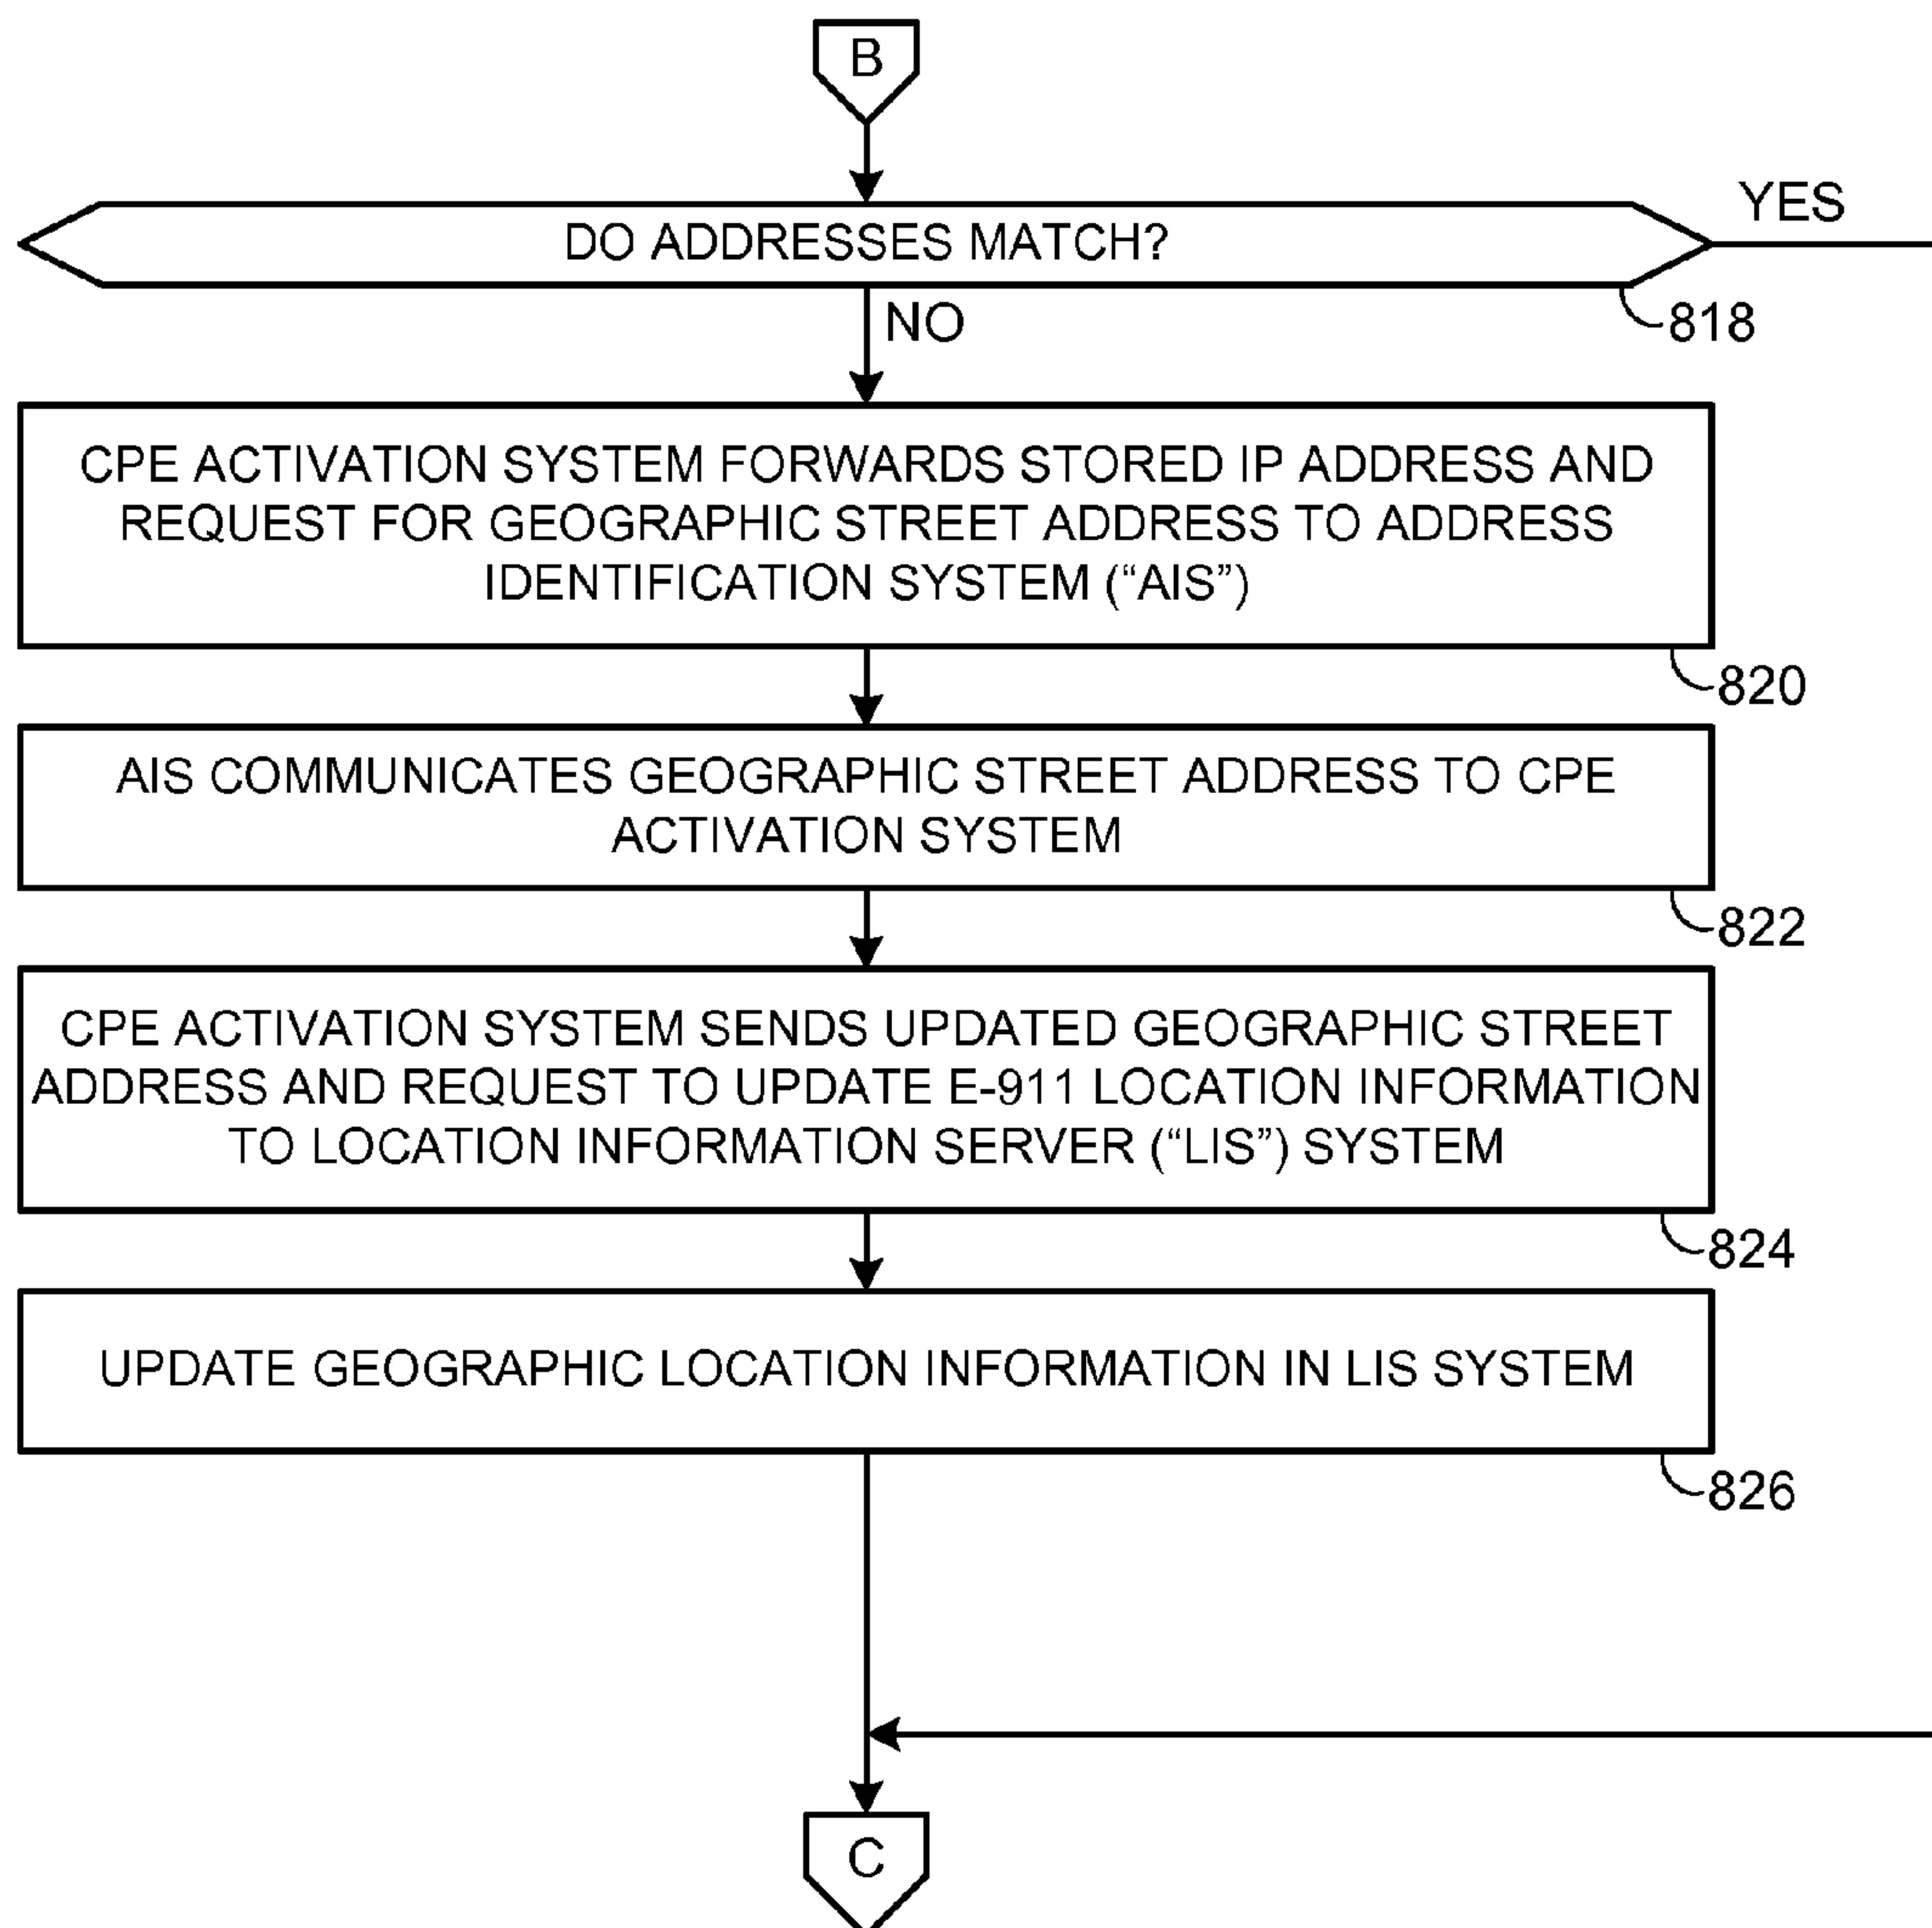 B
DO ADDRESSES MATCH?
YES
818
NO
CPE ACTIVATION SYSTEM FORWARDS STORED IP ADDRESS AND
REQUEST FOR GEOGRAPHIC STREET ADDRESS TO ADDRESS
IDENTIFICATION SYSTEM (“AIS”)
820
AIS COMMUNICATES GEOGRAPHIC STREET ADDRESS TO CPE
ACTIVATION SYSTEM
822
CPE ACTIVATION SYSTEM SENDS UPDATED GEOGRAPHIC STREET
ADDRESS AND REQUEST TO UPDATE E-911 LOCATION INFORMATION
TO LOCATION INFORMATION SERVER (“LIS”) SYSTEM
824
UPDATE GEOGRAPHIC LOCATION INFORMATION IN LIS SYSTEM
826
C